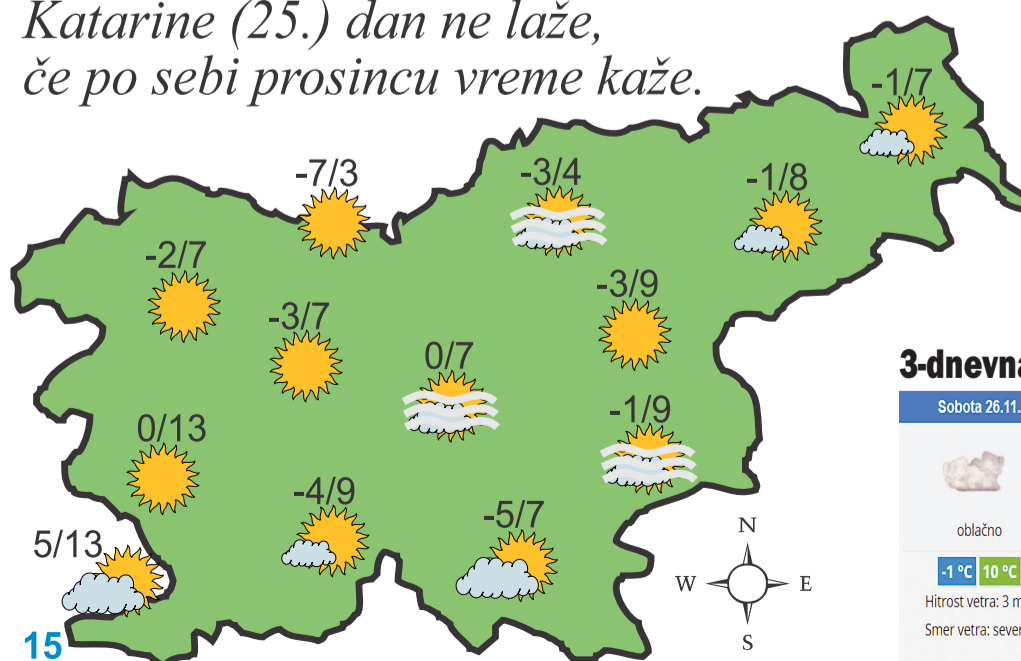 Katarine (25.) dan ne laže,
če po sebi prosincu vreme kaže.
-1/7
-7/3
-3/4
-1/8
-2/7
-3/9
-3/7
0/7
-1/9
0/13
-4/9
-5/7
5/13
N
W E
S
15
3-dnevna
Sobota 26.11.
oblačno
-1 °C 10 °C
Hitrost vetra: 3 m
Smer vetra: sever